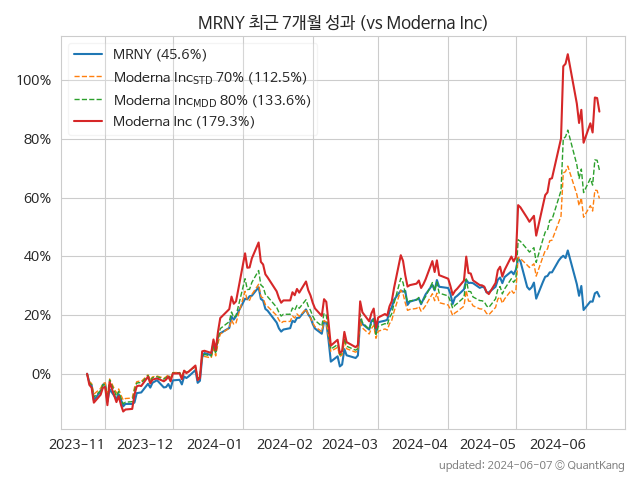 MRNY 최근 7개월 성과 (vs Moderna Inc)
MRNY (45.6%)
Moderna IncSTD 70% (112.5%)
Moderna IncMDD 80% (133.6%)
Moderna Inc (179.3%)
100%
80%
60%
40%
20%
0%
2023-11 2023-12 2024-01 2024-02 2024-03 2024-04 2024-05 2024-06
updated: 2024-06-07 © QuantKang